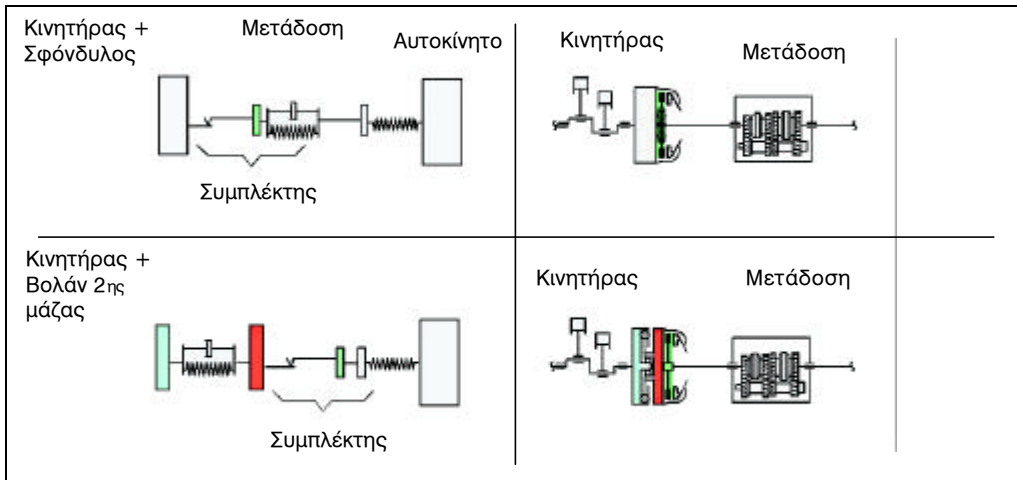 Κινητήρας +
Σφόνδυλος
Μετάδοση
Αυτοκίνητο
Συμπλέκτης
Κινητήρας
Μετάδοση
Κινητήρας +
Βολάν 2ης
μάζας
Συμπλέκτης
Κινητήρας
Μετάδοση